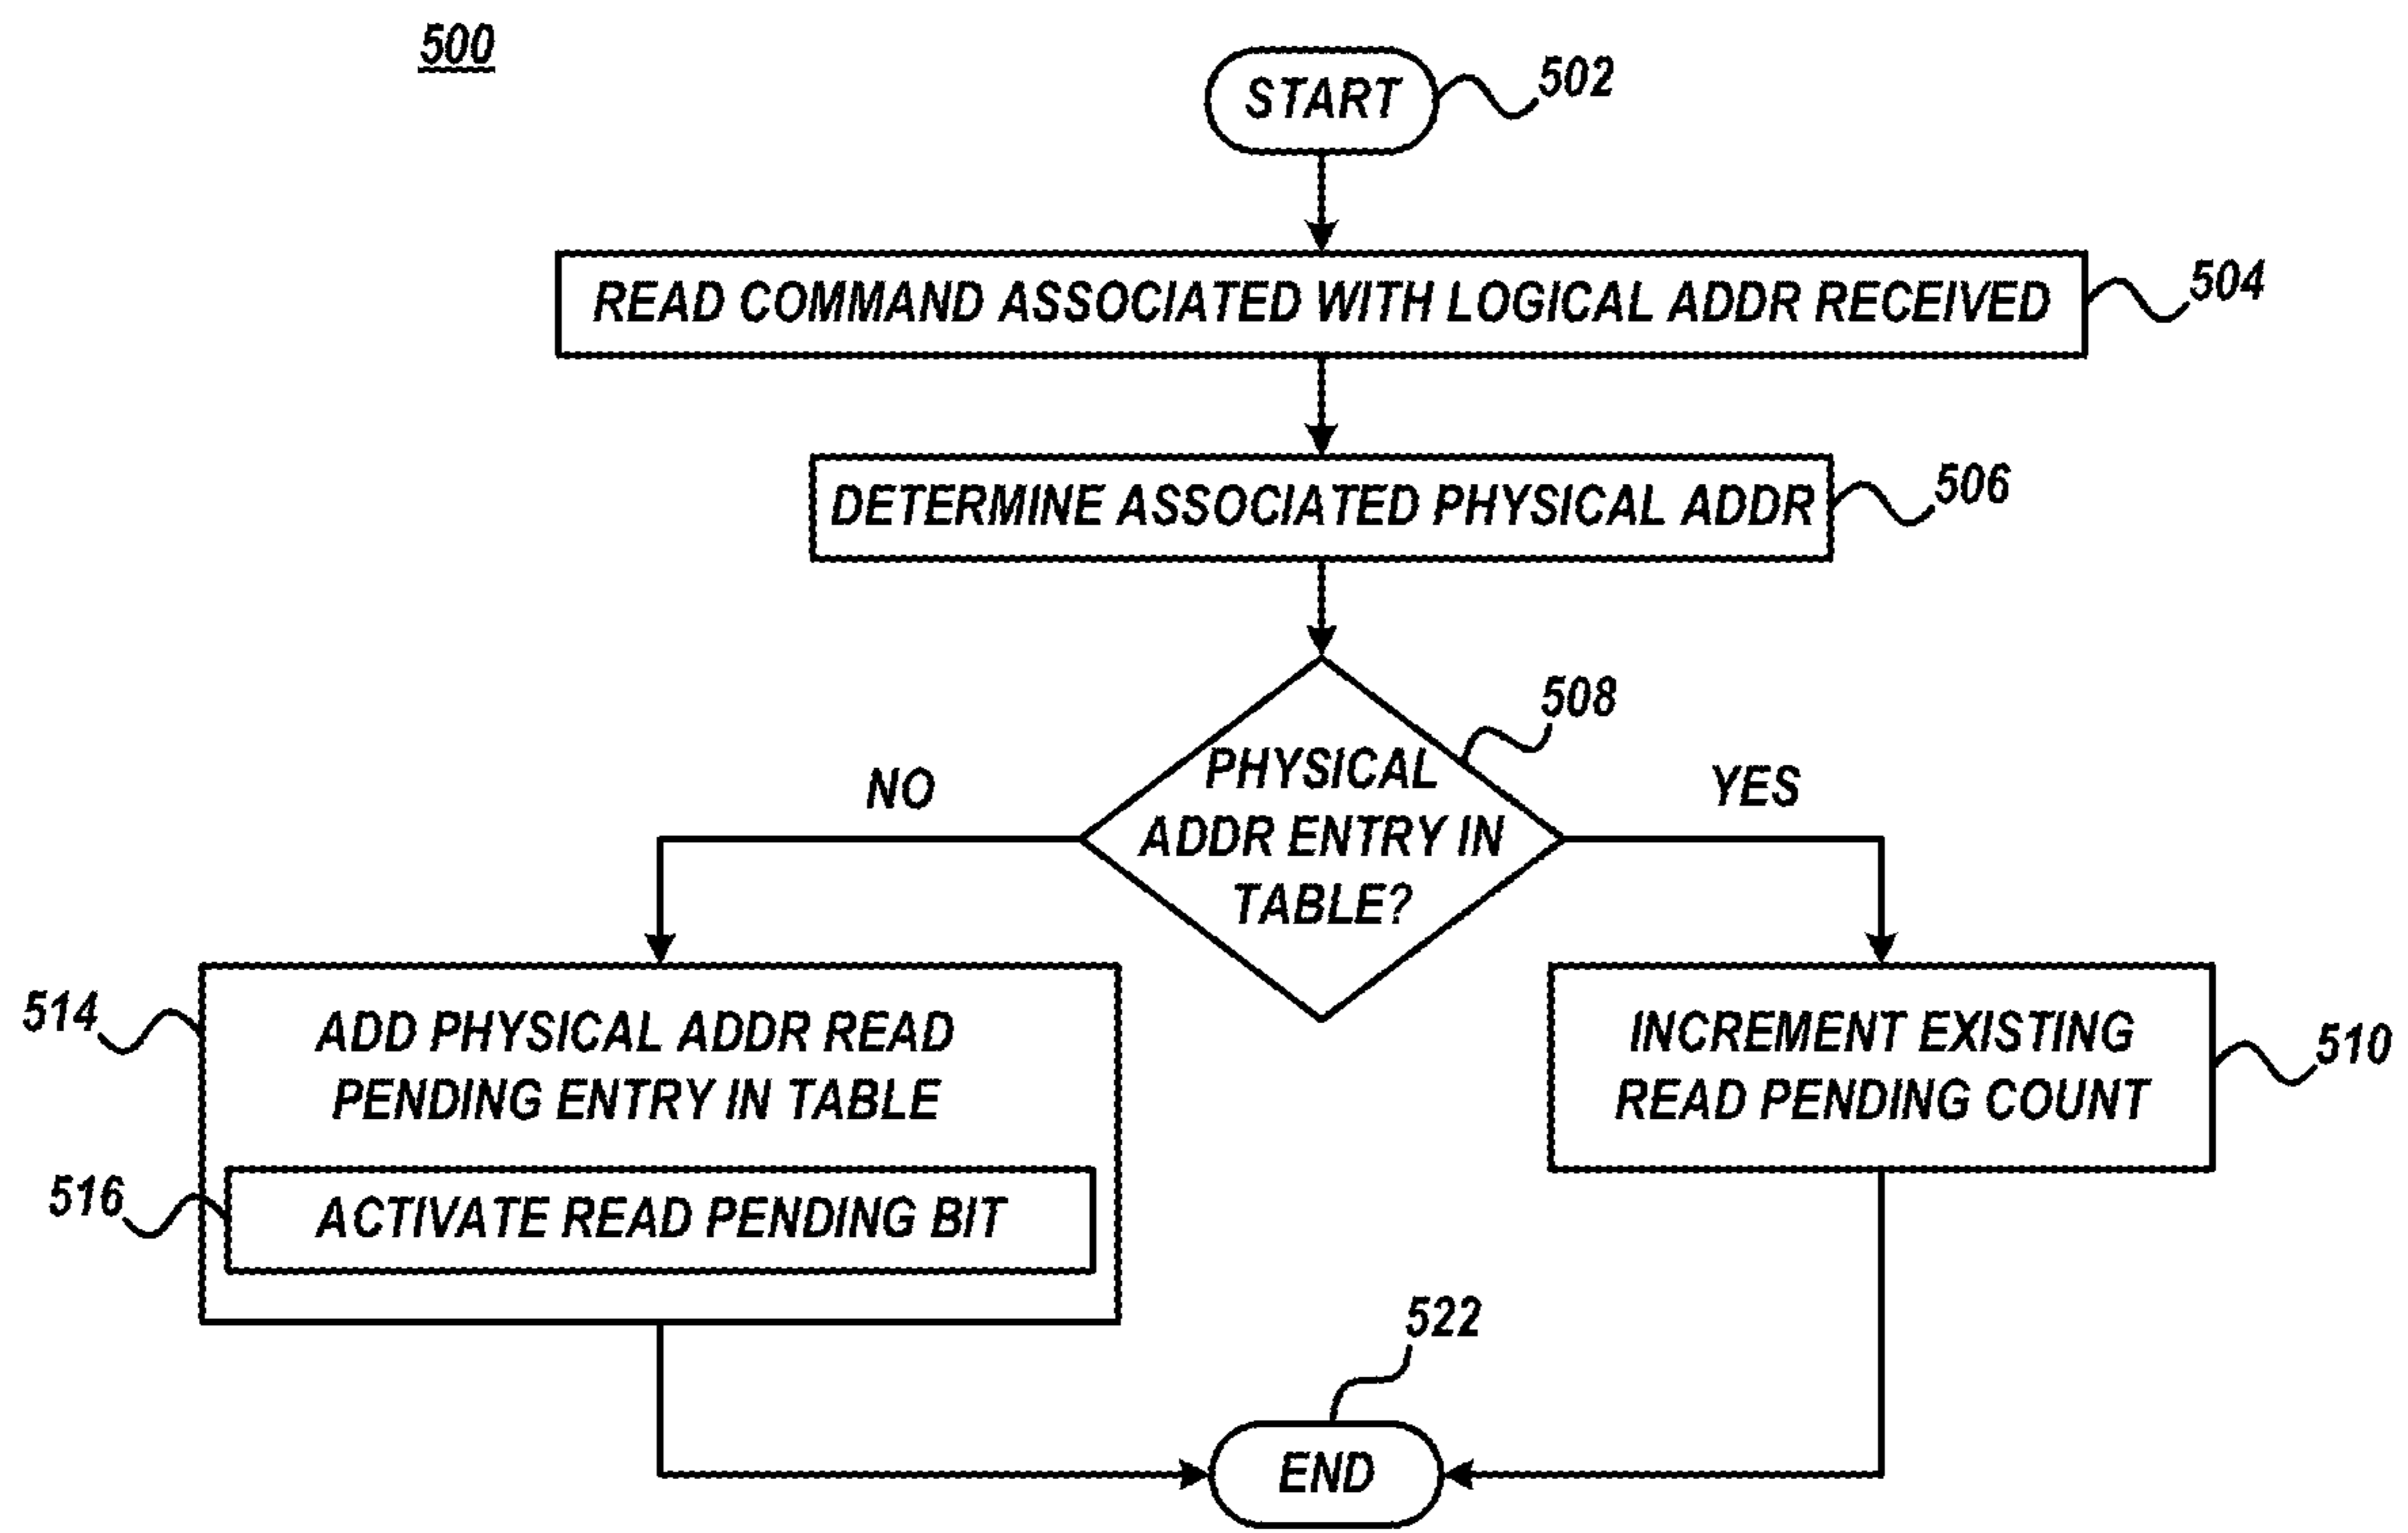 500
START
502
READ COMMAND ASSOCIATED WITH LOGICAL ADDR RECEIVED
504
DETERMINE ASSOCIATED PHYSICAL ADDR
506
508
PHYSICAL
ADDR ENTRY IN
TABLE?
NO
YES
514
ADD PHYSICAL ADDR READ
PENDING ENTRY IN TABLE
516
ACTIVATE READ PENDING BIT
INCREMENT EXISTING
READ PENDING COUNT
510
522
END